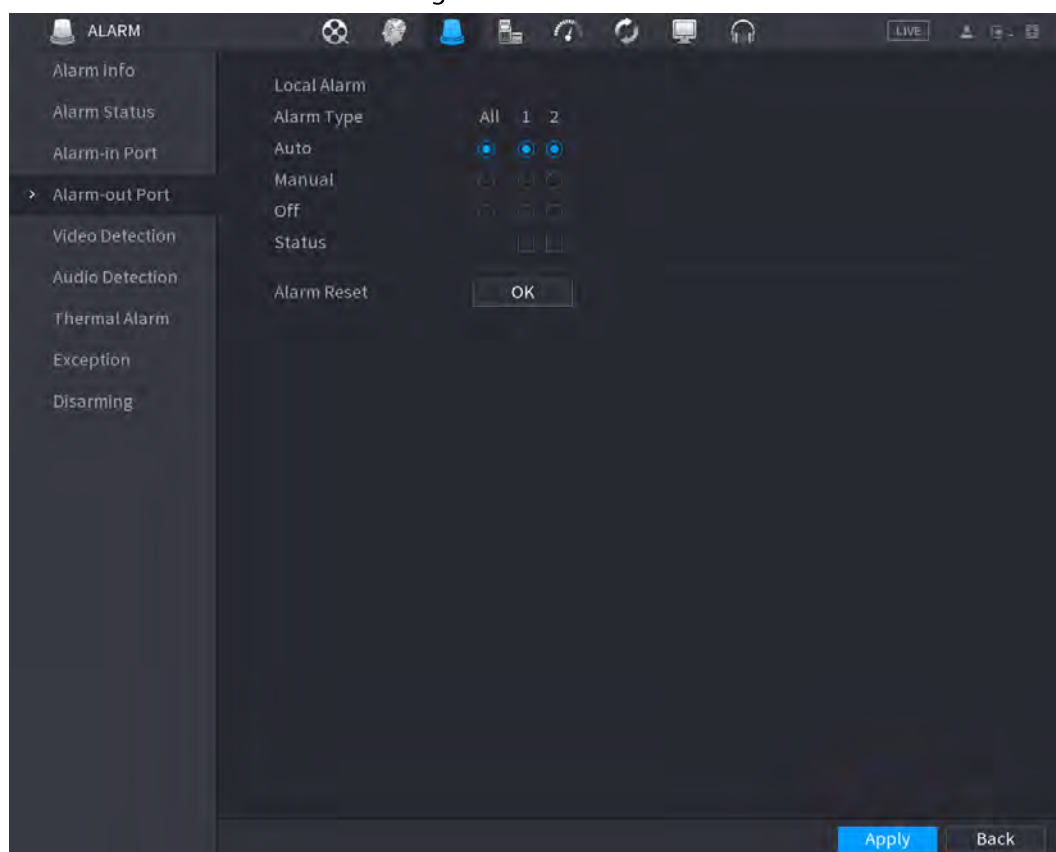 ALARM LIVE
Alarm Info
Alarm Status
Alarm-in Port
Alarm-out Port
Video Detection
Audio Detection
Thermal Alarm
Exception
Disarming
Local Alarm
Alarm Type All 1 2
Auto
Manual
Off
Status
Alarm Reset OK
Apply Back